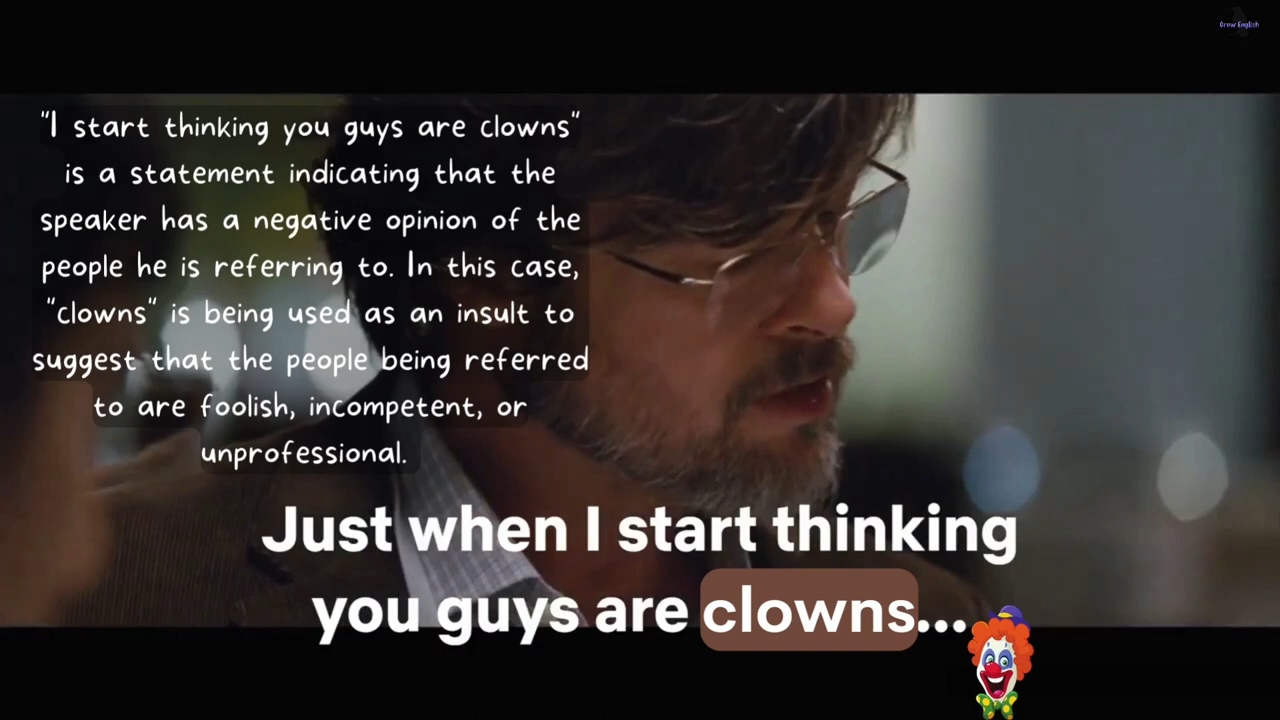 Crew English
"I start thinking you guys are clowns"
is a statement indicating that the
speaker has a negative opinion of the
people he is referring to. In this case,
"clowns" is being used as an insult to
suggest that the people being referred
to are foolish, incompetent, or
unprofessional.
Just when I start thinking
you guys are clowns...